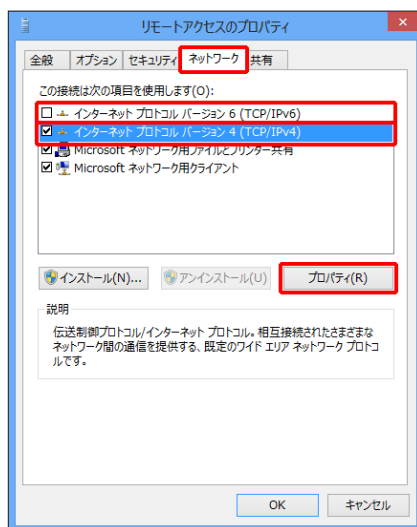 リモートアクセスのプロパティ
全般 オプション セキュリティ ネットワーク 共有
この接続は次の項目を使用します(O):
インターネット プロトコル バージョン 6 (TCP/IPv6)
インターネット プロトコル バージョン 4 (TCP/IPv4)
Microsoft ネットワーク用ファイルとプリンター共有
Microsoft ネットワーク用クライアント
インストール(N)... アンインストール(U) プロパティ(R)
説明
伝送制御プロトコル/インターネット プロトコル。相互接続されたさまざまな
ネットワーク間の通信を提供する、既定のワイド エリア ネットワーク プロトコ
ルです。
OK キャンセル